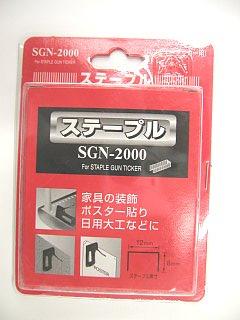 SGN-2000
For STAPLE GUN TICKER
ステープル
ステープル
SGN-2000
For STAPLE GUN TICKER
家具の装飾
ポスター貼り
日用大工などに
12mm
6mm